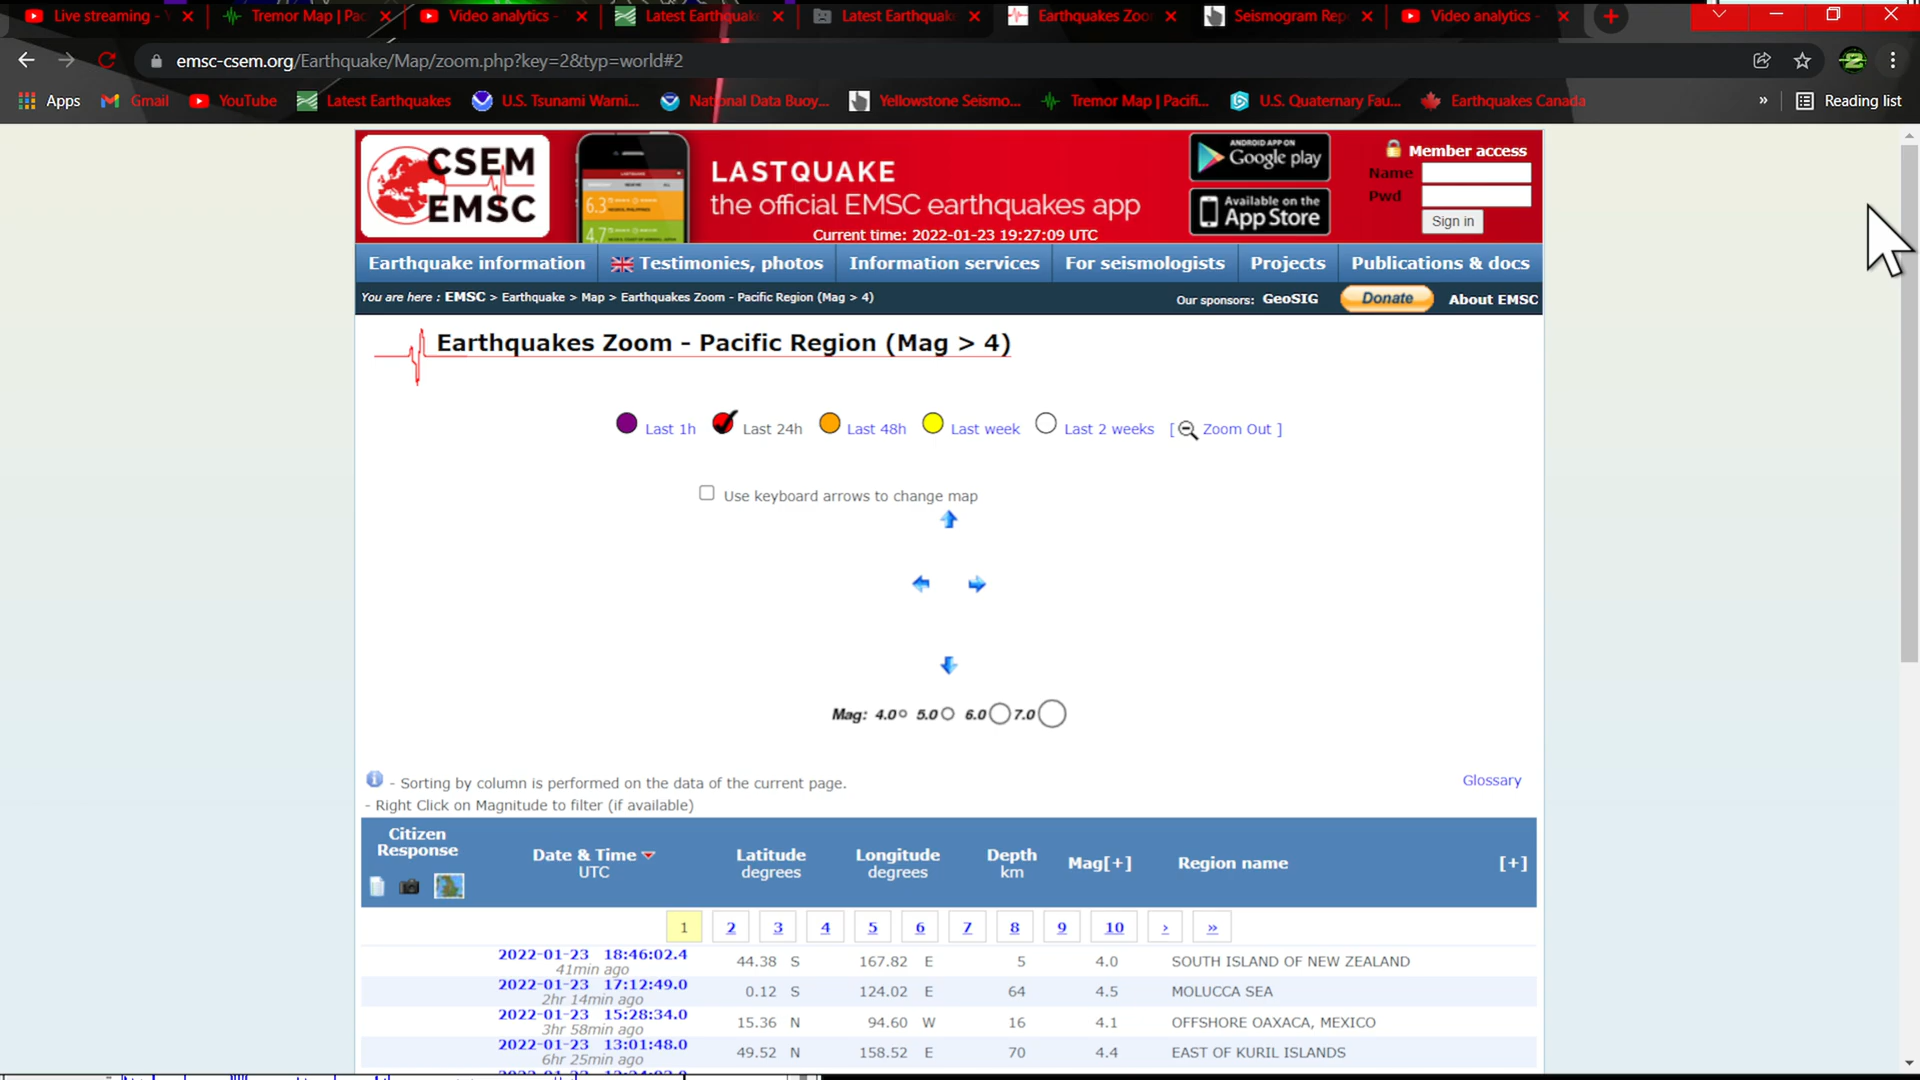 Live streaming -
Tremor Map | Pac
Video analytics -
Latest Earthquake
Latest Earthquake
Earthquakes Zoo
Seismogram Rep
Video analytics -
emsc-csem.org/Earthquake/Map/zoom.php?key=2&typ=world#2
Apps
Gmail
YouTube
Latest Earthquakes
U.S. Tsunami Warni...
National Data Buoy...
Yellowstone Seismo...
Tremor Map | Pacifi...
U.S. Quaternary Fau...
Earthquakes Canada
»
Reading list
CSEM
EMSC
LASTQUAKE
6.3
4.7
LASTQUAKE
the official EMSC earthquakes app
Current time: 2022-01-23 19:27:09 UTC
ANDROID APP ON
Google play
Available on the
App Store
Member access
Name
Pwd
Sign in
Earthquake information
Testimonies, photos
Information services
For seismologists
Projects
Publications & docs
You are here : EMSC > Earthquake > Map > Earthquakes Zoom - Pacific Region (Mag > 4)
Our sponsors: GeoSIG
Donate
About EMSC
Earthquakes Zoom - Pacific Region (Mag > 4)
Last 1h Last 24h Last 48h Last week Last 2 weeks [ Zoom Out ]
Use keyboard arrows to change map
Mag: 4.0 5.0 6.0 7.0
- Sorting by column is performed on the data of the current page.
Glossary
- Right Click on Magnitude to filter (if available)
Citizen
Response
Date & Time
UTC
Latitude
degrees
Longitude
degrees
Depth
km
Mag[+]
Region name
[+]
1 2 3 4 5 6 7 8 9 10 › »
2022-01-23 18:46:02.4
41min ago
44.38 S 167.82 E 5 4.0 SOUTH ISLAND OF NEW ZEALAND
2022-01-23 17:12:49.0
2hr 14min ago
0.12 S 124.02 E 64 4.5 MOLUCCA SEA
2022-01-23 15:28:34.0
3hr 58min ago
15.36 N 94.60 W 16 4.1 OFFSHORE OAXACA, MEXICO
2022-01-23 13:01:48.0
6hr 25min ago
49.52 N 158.52 E 70 4.4 EAST OF KURIL ISLANDS